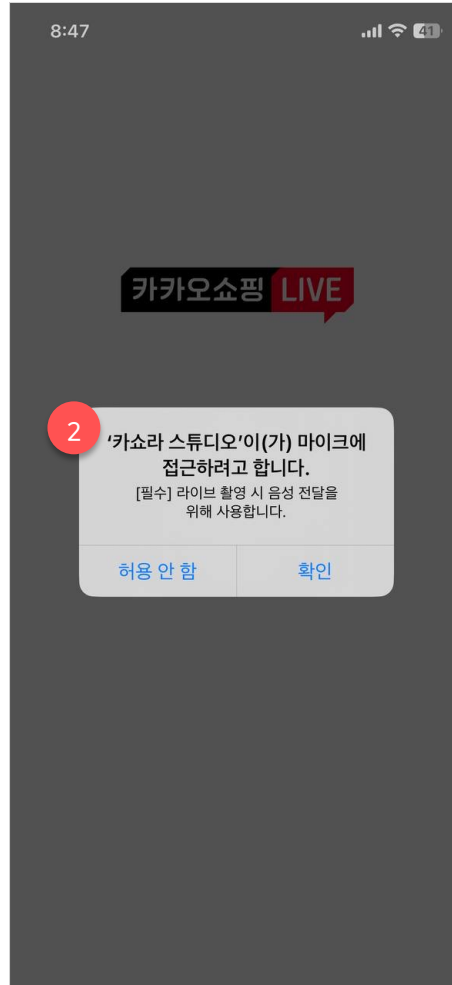 8:47
41
카카오쇼핑 LIVE
2
‘카쇼라 스튜디오’이(가) 마이크에
접근하려고 합니다.
[필수] 라이브 촬영 시 음성 전달을
위해 사용합니다.
허용 안 함
확인